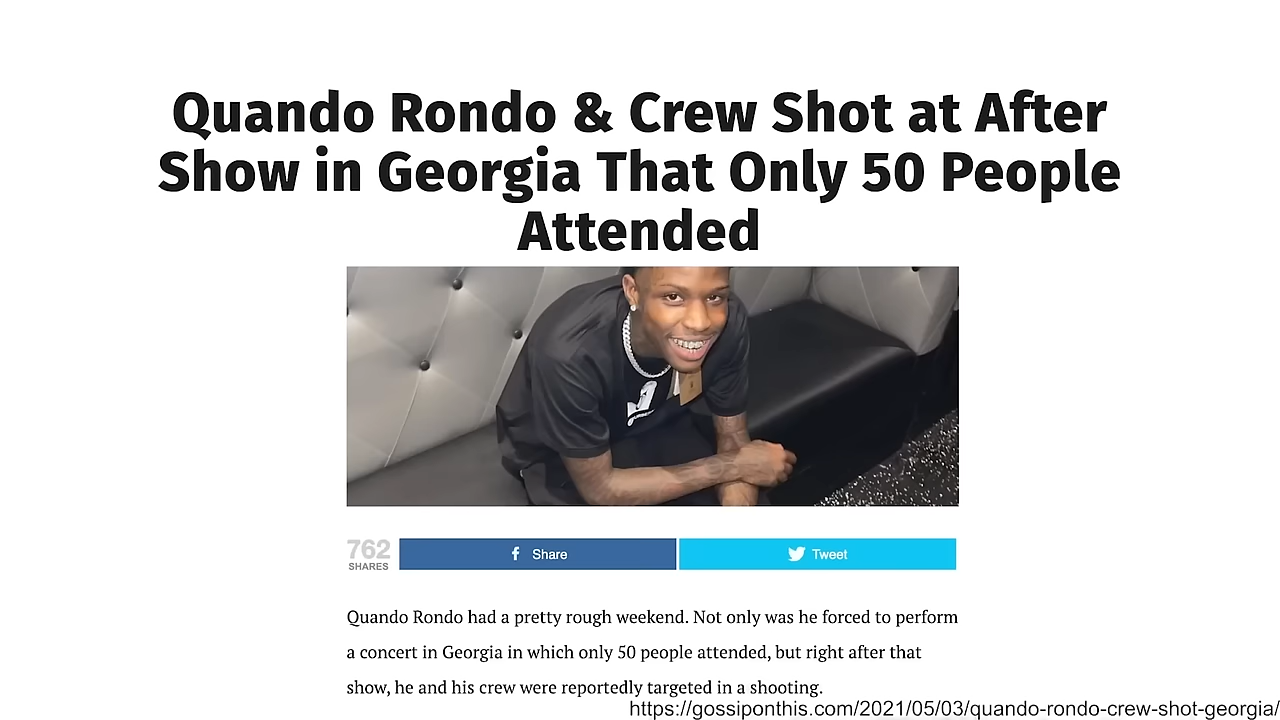 Quando Rondo & Crew Shot at After
Show in Georgia That Only 50 People
Attended
762
SHARES
Share
Tweet
Quando Rondo had a pretty rough weekend. Not only was he forced to perform
a concert in Georgia in which only 50 people attended, but right after that
show, he and his crew were reportedly targeted in a shooting.
https://gossiponthis.com/2021/05/03/quando-rondo-crew-shot-georgia/